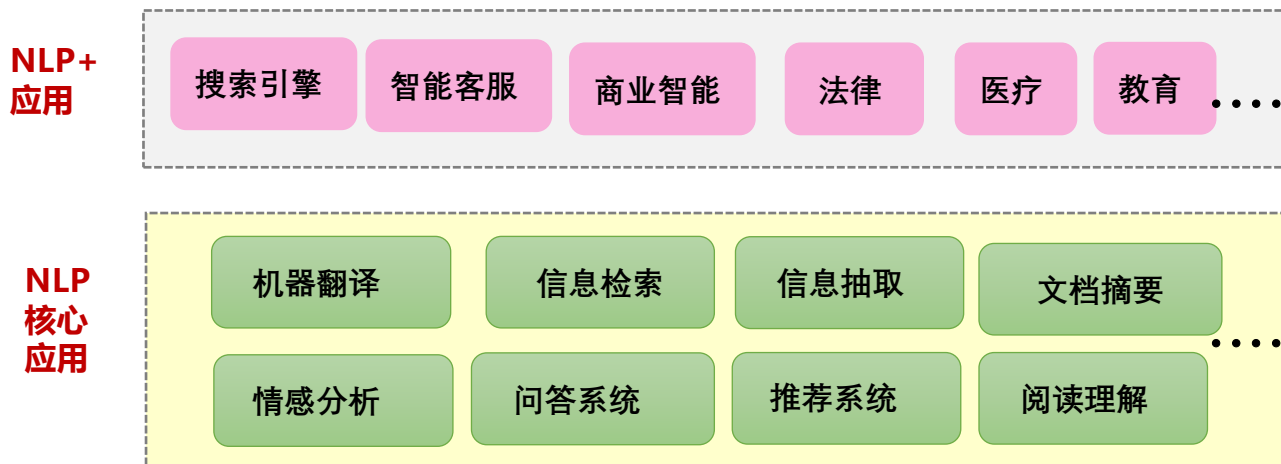 NLP+
应用
搜索引擎 智能客服 商业智能 法律 医疗 教育 ····
NLP
核心
应用
机器翻译 信息检索 信息抽取 文档摘要 ····
情感分析 问答系统 推荐系统 阅读理解